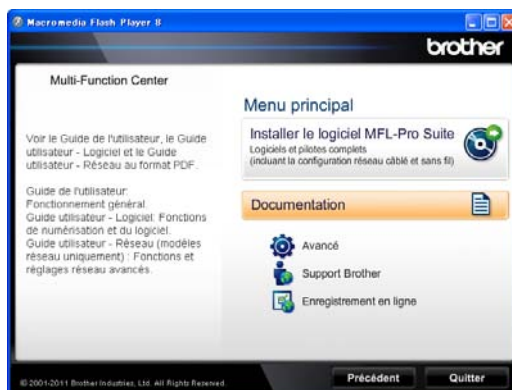 Macromedia Flash Player 8
brother
Multi-Function Center
Menu principal
Voir le Guide de l'utilisateur, le Guide
utilisateur - Logiciel et le Guide
utilisateur - Réseau au format PDF.
Guide de l'utilisateur:
Fonctionnement général.
Guide utilisateur - Logiciel: Fonctions
de numérisation et du logiciel.
Guide utilisateur - Réseau (modèles
réseau uniquement) : Fonctions et
réglages réseau avancés.
Installer le logiciel MFL-Pro Suite
Logiciels et pilotes complets
(incluant la configuration réseau câblé et sans fil)
Documentation
Avancé
Support Brother
Enregistrement en ligne
© 2001-2011 Brother Industries, Ltd. All Rights Reserved.
Précédent
Quitter